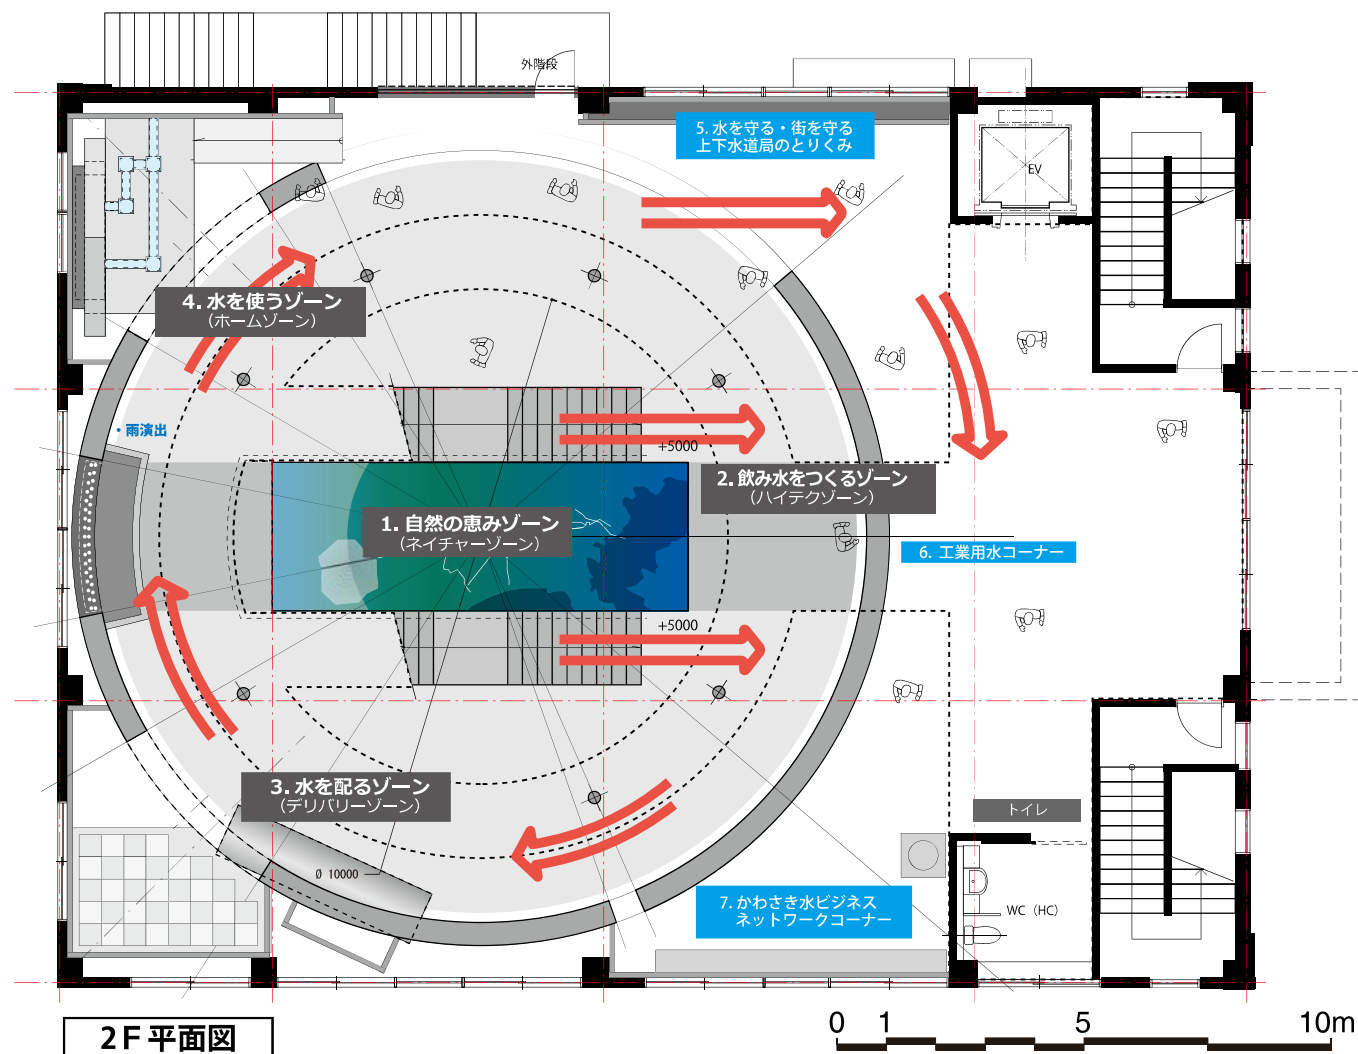 外階段
5. 水を守る・街を守る
上下水道局のとりくみ
EV
4. 水を使うゾーン
（ホームゾーン）
・雨演出
+5000
2. 飲み水をつくるゾーン
（ハイテクゾーン）
1. 自然の恵みゾーン
（ネイチャーゾーン）
6. 工業用水コーナー
+5000
3. 水を配るゾーン
（デリバリーゾーン）
トイレ
Ø 10000
7. かわさき水ビジネス
ネットワークコーナー
WC（HC）
2F 平面図
0 1 5 10m